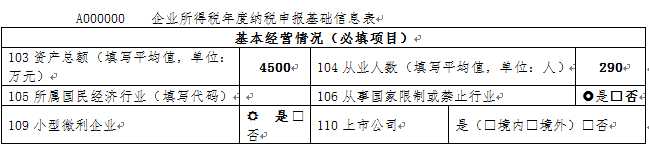 A000000 企业所得税年度纳税申报基础信息表
基本经营情况（必填项目）
103 资产总额（填写平均值，单位：万元） 4500 104 从业人数（填写平均值，单位：人） 290
105 所属国民经济行业（填写代码） 106 从事国家限制或禁止行业 ✪是□否
109 小型微利企业 ✪ 是□否 110 上市公司 是（□境内□境外）□否